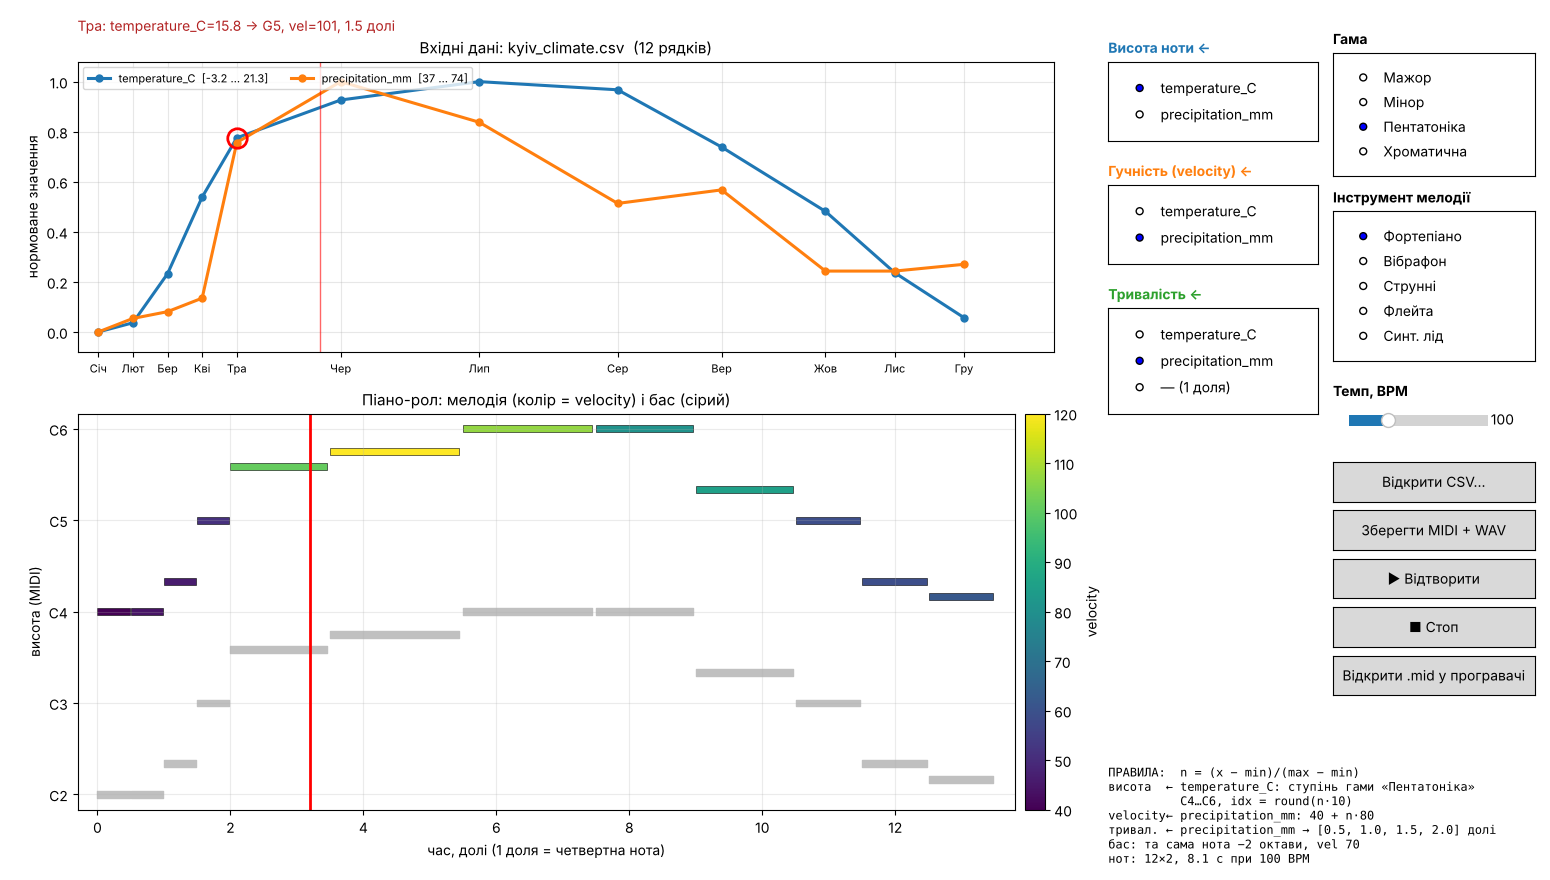 Тра: temperature_C=15.8 → G5, vel=101, 1.5 долі
Вхідні дані: kyiv_climate.csv  (12 рядків)
temperature_C  [-3.2 … 21.3]
precipitation_mm  [37 … 74]
нормоване значення
1.0
0.8
0.6
0.4
0.2
0.0
Січ Лют Бер Кві Тра Чер Лип Сер Вер Жов Лис Гру
Піано-рол: мелодія (колір = velocity) і бас (сірий)
висота (MIDI)
C6
C5
C4
C3
C2
0 2 4 6 8 10 12
час, долі (1 доля = четвертна нота)
120
110
100
90
80
70
60
50
40
velocity
Висота ноти ←
temperature_C
precipitation_mm
Гучність (velocity) ←
temperature_C
precipitation_mm
Тривалість ←
temperature_C
precipitation_mm
— (1 доля)
Гама
Мажор
Мінор
Пентатоніка
Хроматична
Інструмент мелодії
Фортепіано
Вібрафон
Струнні
Флейта
Синт. лід
Темп, BPM
100
Відкрити CSV…
Зберегти MIDI + WAV
▶ Відтворити
■ Стоп
Відкрити .mid у програвачі
ПРАВИЛА:  n = (x − min)/(max − min)
висота  ← temperature_C: ступінь гами «Пентатоніка»
C4…C6, idx = round(n·10)
velocity← precipitation_mm: 40 + n·80
тривал. ← precipitation_mm → [0.5, 1.0, 1.5, 2.0] долі
бас: та сама нота −2 октави, vel 70
нот: 12×2, 8.1 с при 100 BPM